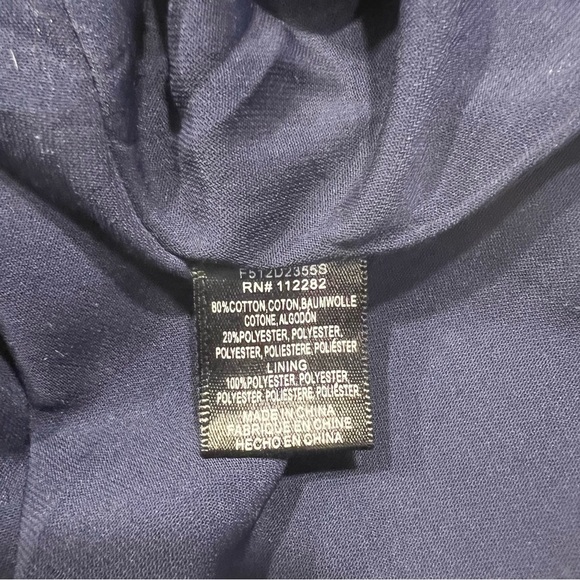 F512D2355S
RN# 112282
80%COTTON,COTON,BAUMWOLLE
COTONE,ALGODÓN
20%POLYESTER, POLYESTER,
POLYESTER, POLIESTERE, POLIÉSTER
LINING
100%POLYESTER, POLYESTER,
POLYESTER, POLIESTERE, POLIÉSTER
MADE IN CHINA
FABRIQUE EN CHINE
HECHO EN CHINA